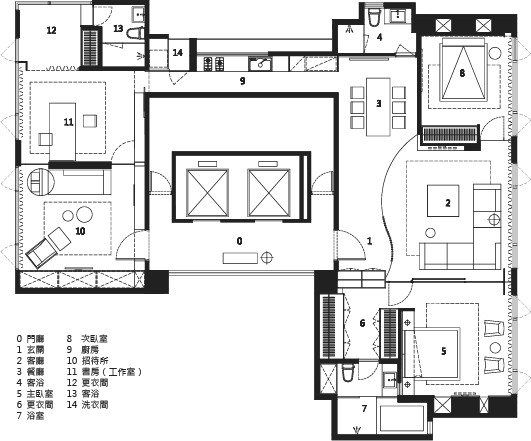 12
13
14
4
8
9
3
11
2
10
0
1
6
5
7
0 門廳 8 次臥室
1 玄關 9 廚房
2 客廳 10 招待所
3 餐廳 11 書房（工作室）
4 客浴 12 更衣間
5 主臥室 13 客浴
6 更衣間 14 洗衣間
7 浴室